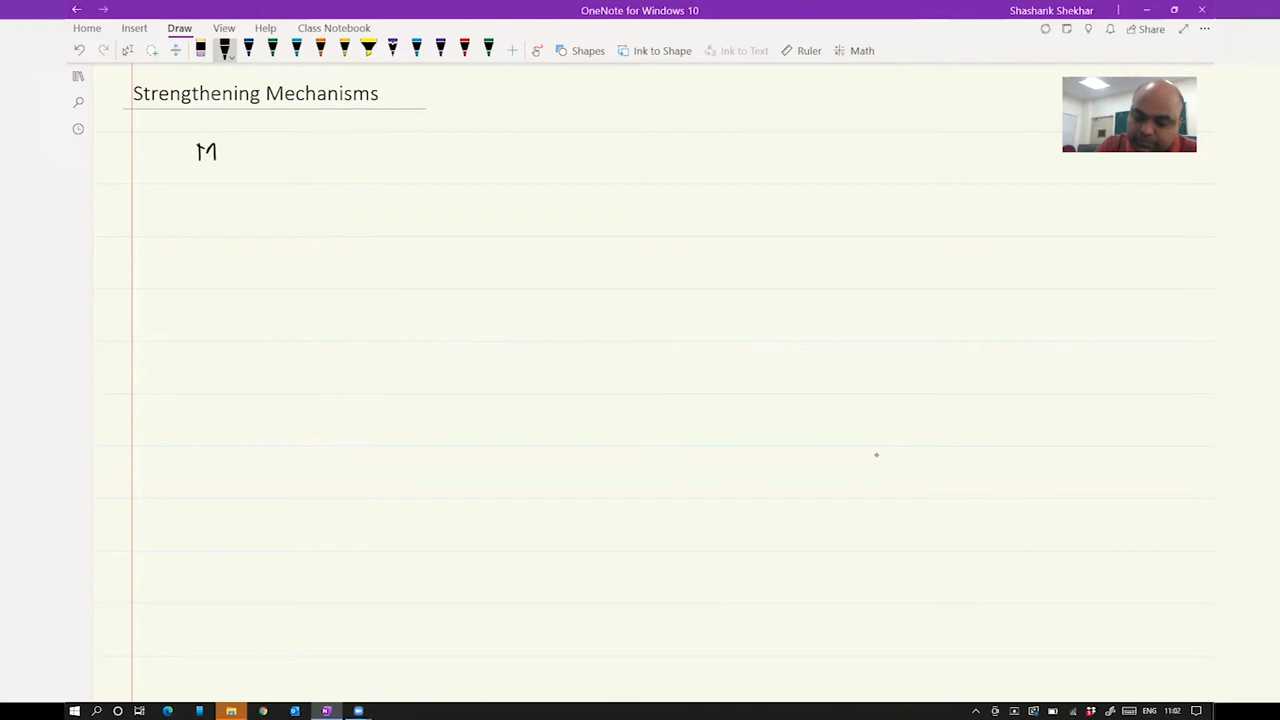 OneNote for Windows 10
Shashank Shekhar
Home Insert Draw View Help Class Notebook
Share
Shapes Ink to Shape Ink to Text Ruler Math
Strengthening Mechanisms
M
ENG 11:02